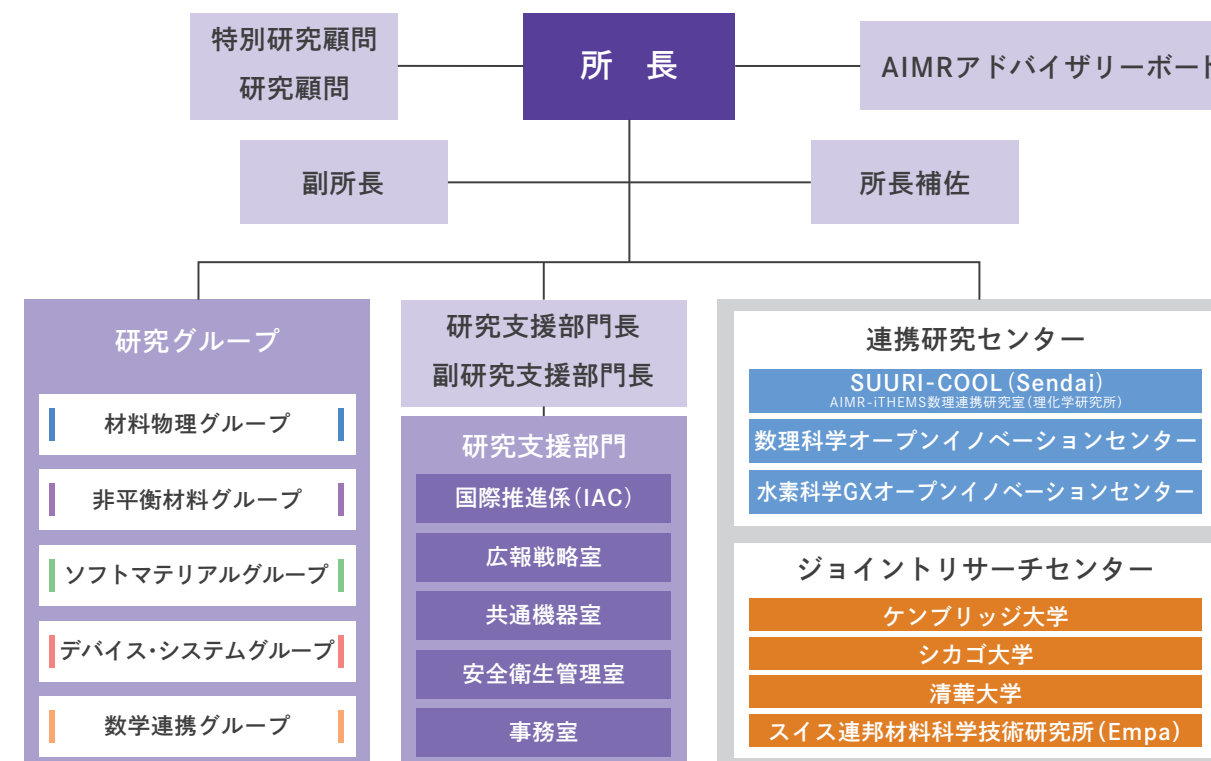 特別研究顧問
研究顧問
所 長
AIMRアドバイザリーボード
副所長
所長補佐
研究グループ
材料物理グループ
非平衡材料グループ
ソフトマテリアルグループ
デバイス・システムグループ
数学連携グループ
研究支援部門長
副研究支援部門長
研究支援部門
国際推進係(IAC)
広報戦略室
共通機器室
安全衛生管理室
事務室
連携研究センター
SUURI-COOL(Sendai)
AIMR-iTHEMS数理連携研究室(理化学研究所)
数理科学オープンイノベーションセンター
水素科学GXオープンイノベーションセンター
ジョイントリサーチセンター
ケンブリッジ大学
シカゴ大学
清華大学
スイス連邦材料科学技術研究所(Empa)